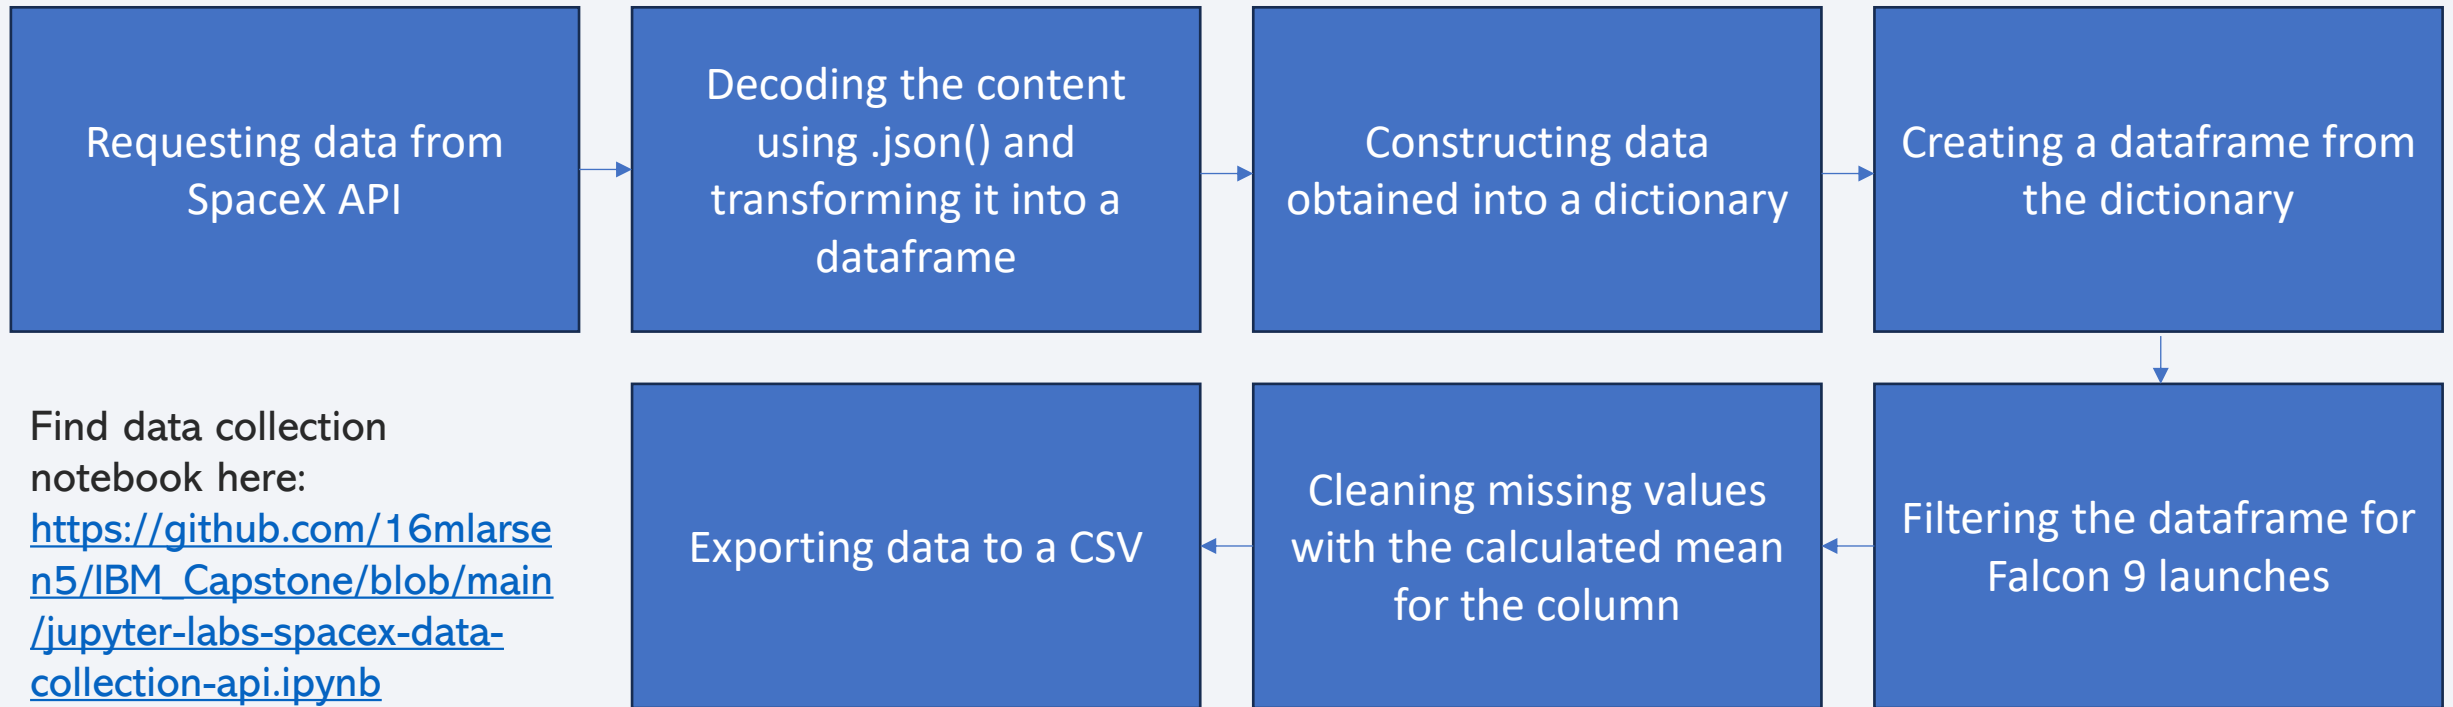 Requesting data from
SpaceX API
Decoding the content
using .json() and
transforming it into a
dataframe
Constructing data
obtained into a dictionary
Creating a dataframe from
the dictionary
Filtering the dataframe for
Falcon 9 launches
Cleaning missing values
with the calculated mean
for the column
Exporting data to a CSV
Find data collection
notebook here:
https://github.com/16mlarse
n5/IBM_Capstone/blob/main
/jupyter-labs-spacex-data-
collection-api.ipynb